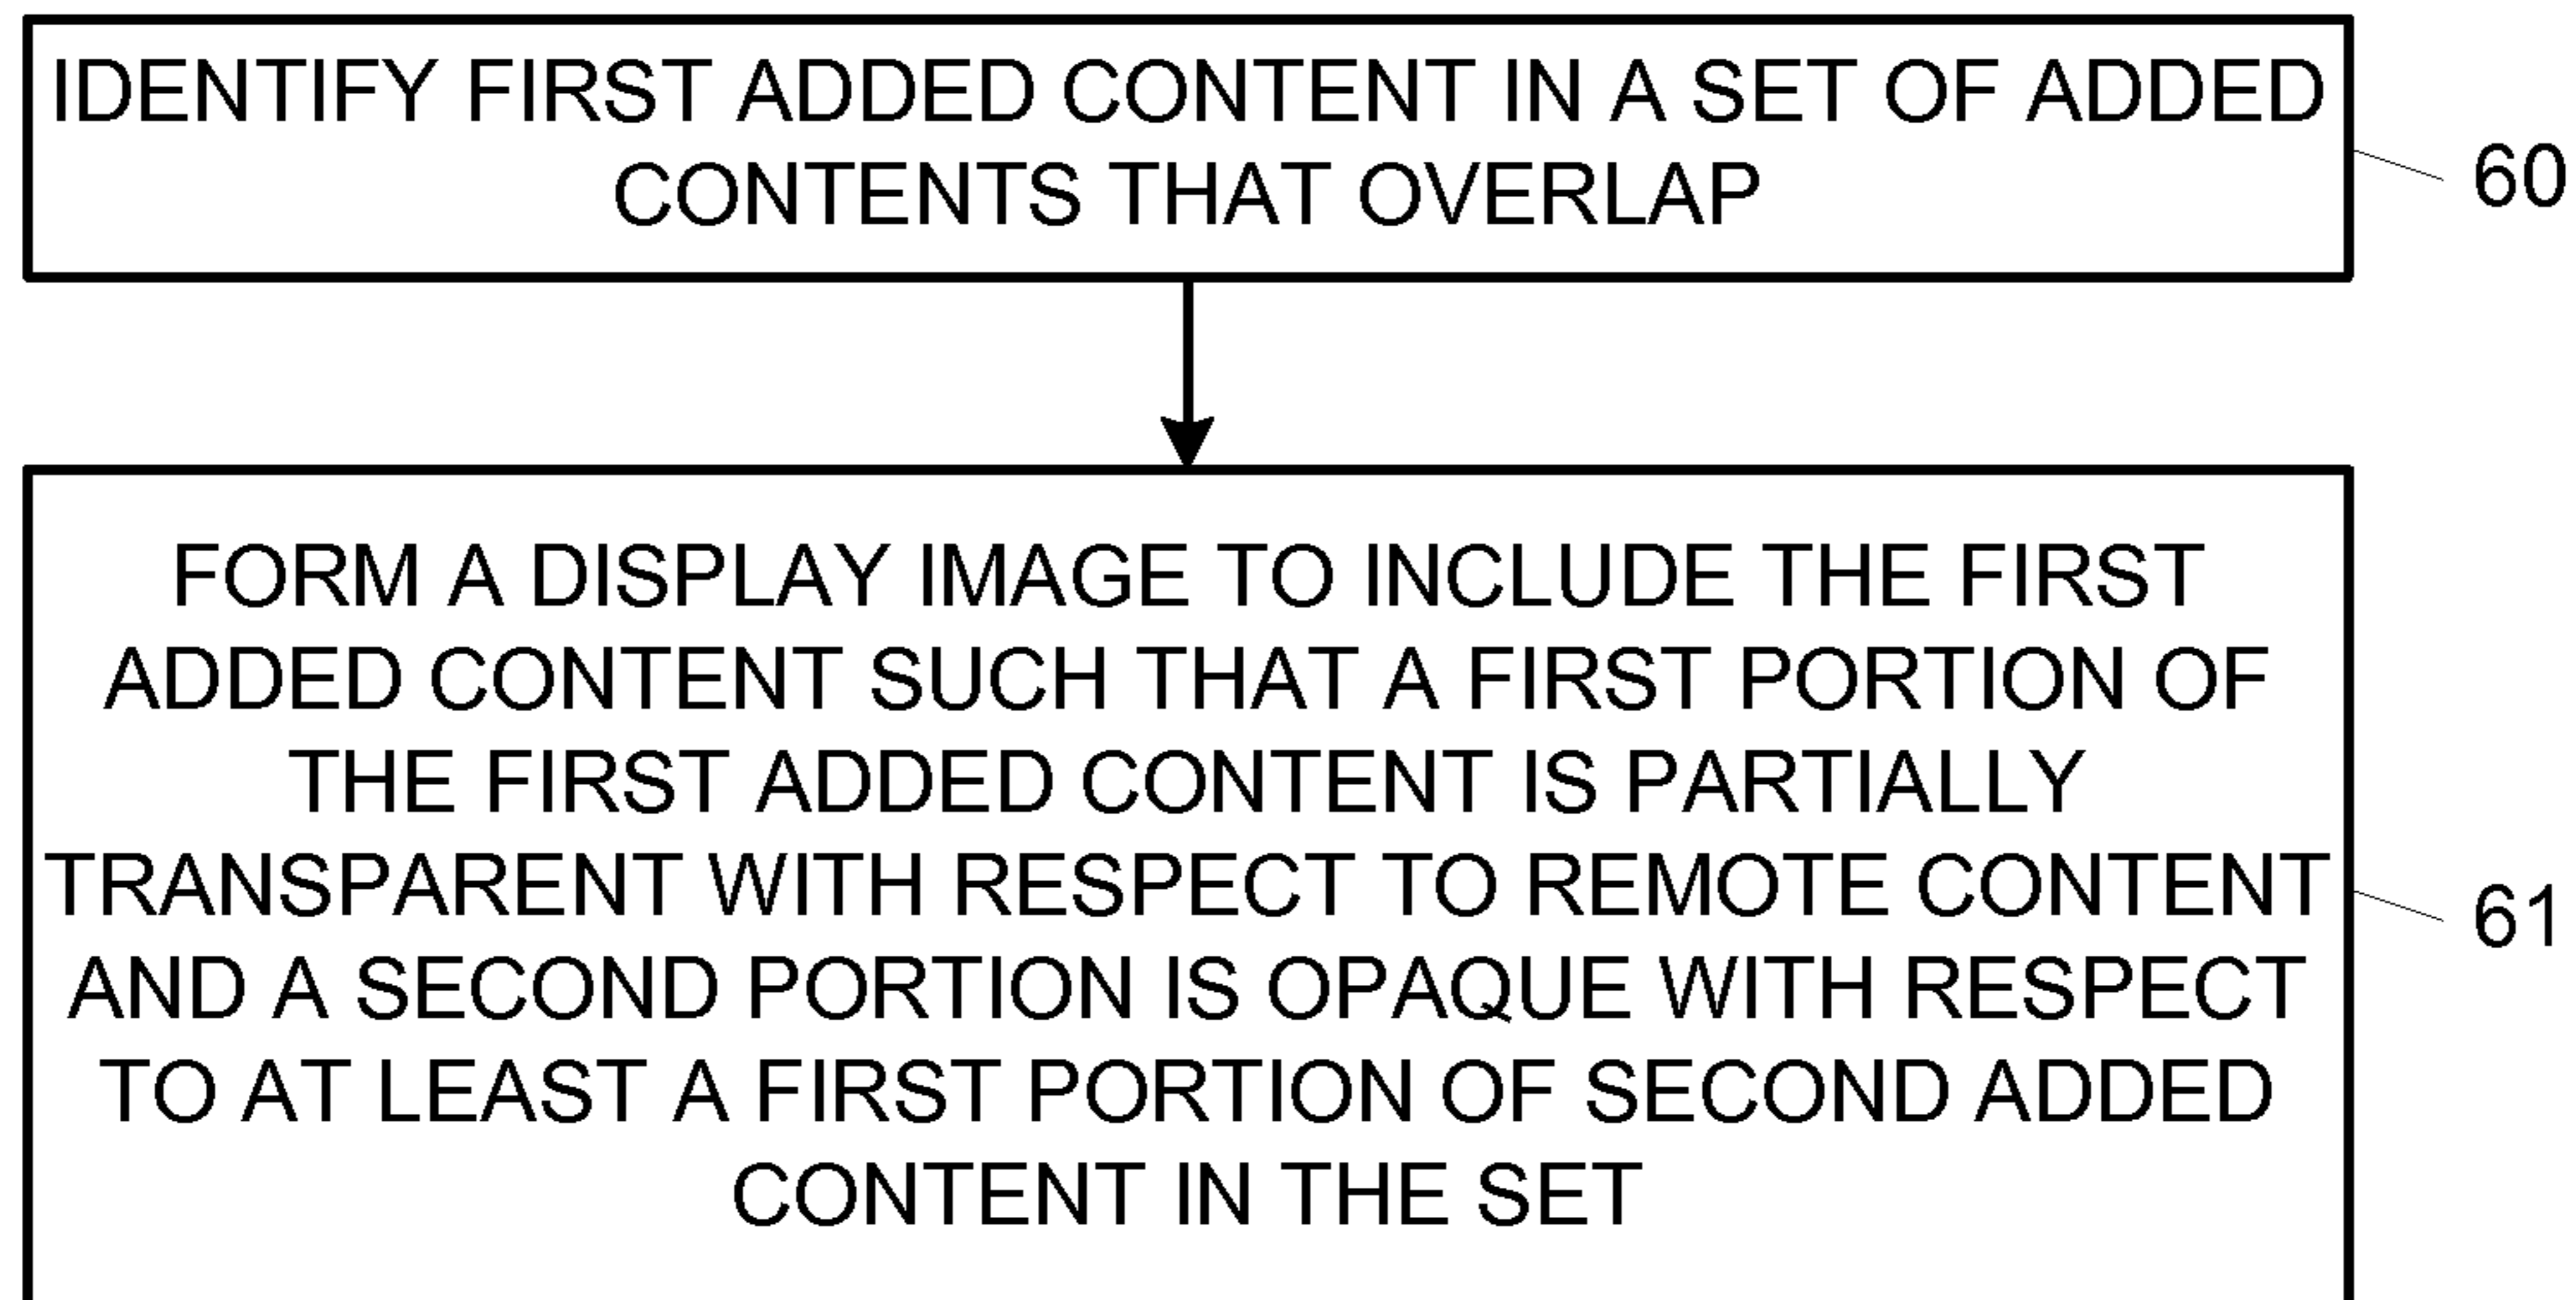 IDENTIFY FIRST ADDED CONTENT IN A SET OF ADDED
CONTENTS THAT OVERLAP
60
FORM A DISPLAY IMAGE TO INCLUDE THE FIRST
ADDED CONTENT SUCH THAT A FIRST PORTION OF
THE FIRST ADDED CONTENT IS PARTIALLY
TRANSPARENT WITH RESPECT TO REMOTE CONTENT
AND A SECOND PORTION IS OPAQUE WITH RESPECT
TO AT LEAST A FIRST PORTION OF SECOND ADDED
CONTENT IN THE SET
61